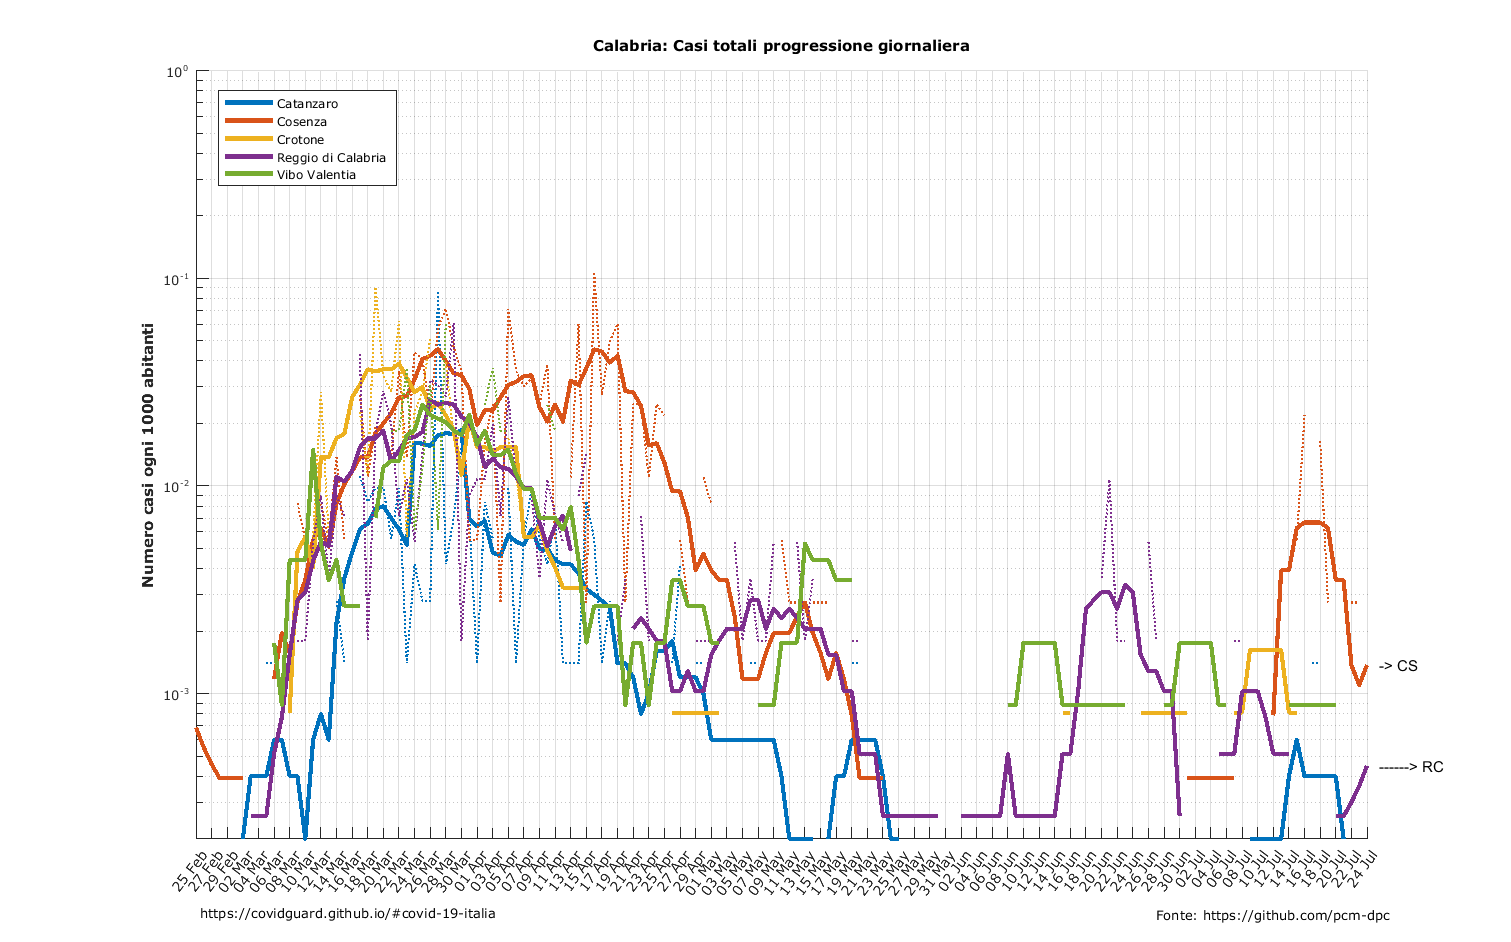 Calabria: Casi totali progressione giornaliera
Numero casi ogni 1000 abitanti
10⁰
10⁻¹
10⁻²
10⁻³
Catanzaro
Cosenza
Crotone
Reggio di Calabria
Vibo Valentia
-> CS
------> RC
25 Feb
27 Feb
29 Feb
02 Mar
04 Mar
06 Mar
08 Mar
10 Mar
12 Mar
14 Mar
16 Mar
18 Mar
20 Mar
22 Mar
24 Mar
26 Mar
28 Mar
30 Mar
01 Apr
03 Apr
05 Apr
07 Apr
09 Apr
11 Apr
13 Apr
15 Apr
17 Apr
19 Apr
21 Apr
23 Apr
25 Apr
27 Apr
29 Apr
01 May
03 May
05 May
07 May
09 May
11 May
13 May
15 May
17 May
19 May
21 May
23 May
25 May
27 May
29 May
31 May
02 Jun
04 Jun
06 Jun
08 Jun
10 Jun
12 Jun
14 Jun
16 Jun
18 Jun
20 Jun
22 Jun
24 Jun
26 Jun
28 Jun
30 Jun
02 Jul
04 Jul
06 Jul
08 Jul
10 Jul
12 Jul
14 Jul
16 Jul
18 Jul
20 Jul
22 Jul
24 Jul
https://covidguard.github.io/#covid-19-italia
Fonte: https://github.com/pcm-dpc